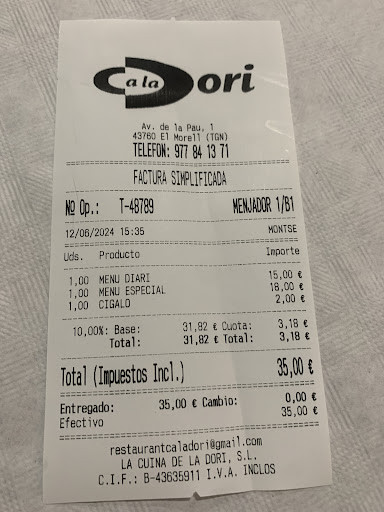 Ca la Dori
Av. de la Pau, 1
43760 El Morell (TGN)
TELEFON: 977 84 13 71
FACTURA SIMPLIFICADA
Nº Op.: T-48789 MENJADOR 1/B1
12/06/2024 15:35 MONTSE
Uds. Producto Importe
1,00 MENU DIARI 15,00 €
1,00 MENU ESPECIAL 18,00 €
1,00 CIGALO 2,00 €
10,00%: Base: 31,82 € Cuota: 3,18 €
Total: 31,82 € Total: 3,18 €
Total (Impuestos Incl.) 35,00 €
Entregado: 35,00 € Cambio: 0,00 €
Efectivo 35,00 €
restaurantcaladori@gmail.com
LA CUINA DE LA DORI, S.L.
C.I.F.: B-43635911 I.V.A. INCLOS